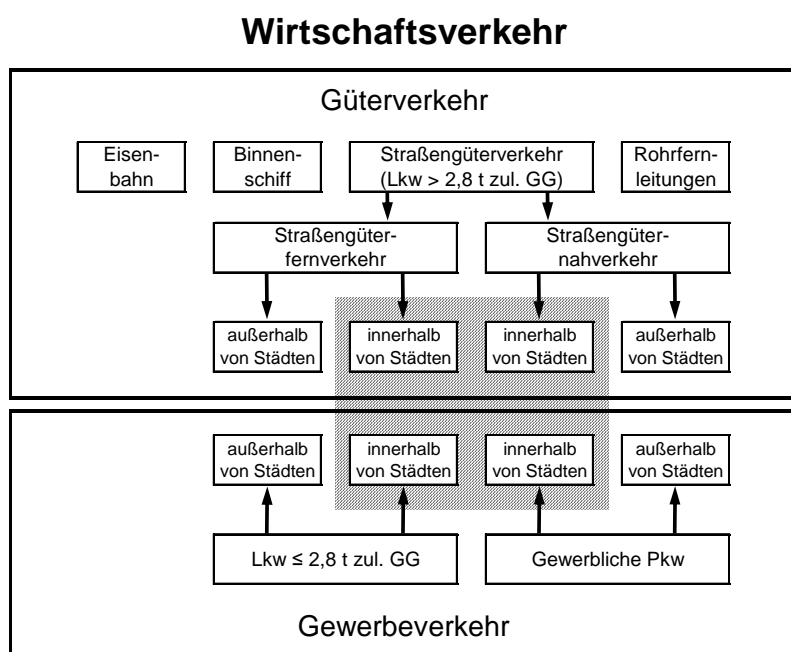 Wirtschaftsverkehr
Güterverkehr
Eisen-
bahn
Binnen-
schiff
Straßengüterverkehr
(Lkw > 2,8 t zul. GG)
Rohrfern-
leitungen
Straßengüter-
fernverkehr
Straßengüter-
nahverkehr
außerhalb
von Städten
innerhalb
von Städten
innerhalb
von Städten
außerhalb
von Städten
außerhalb
von Städten
innerhalb
von Städten
innerhalb
von Städten
außerhalb
von Städten
Lkw ≤ 2,8 t zul. GG
Gewerbliche Pkw
Gewerbeverkehr